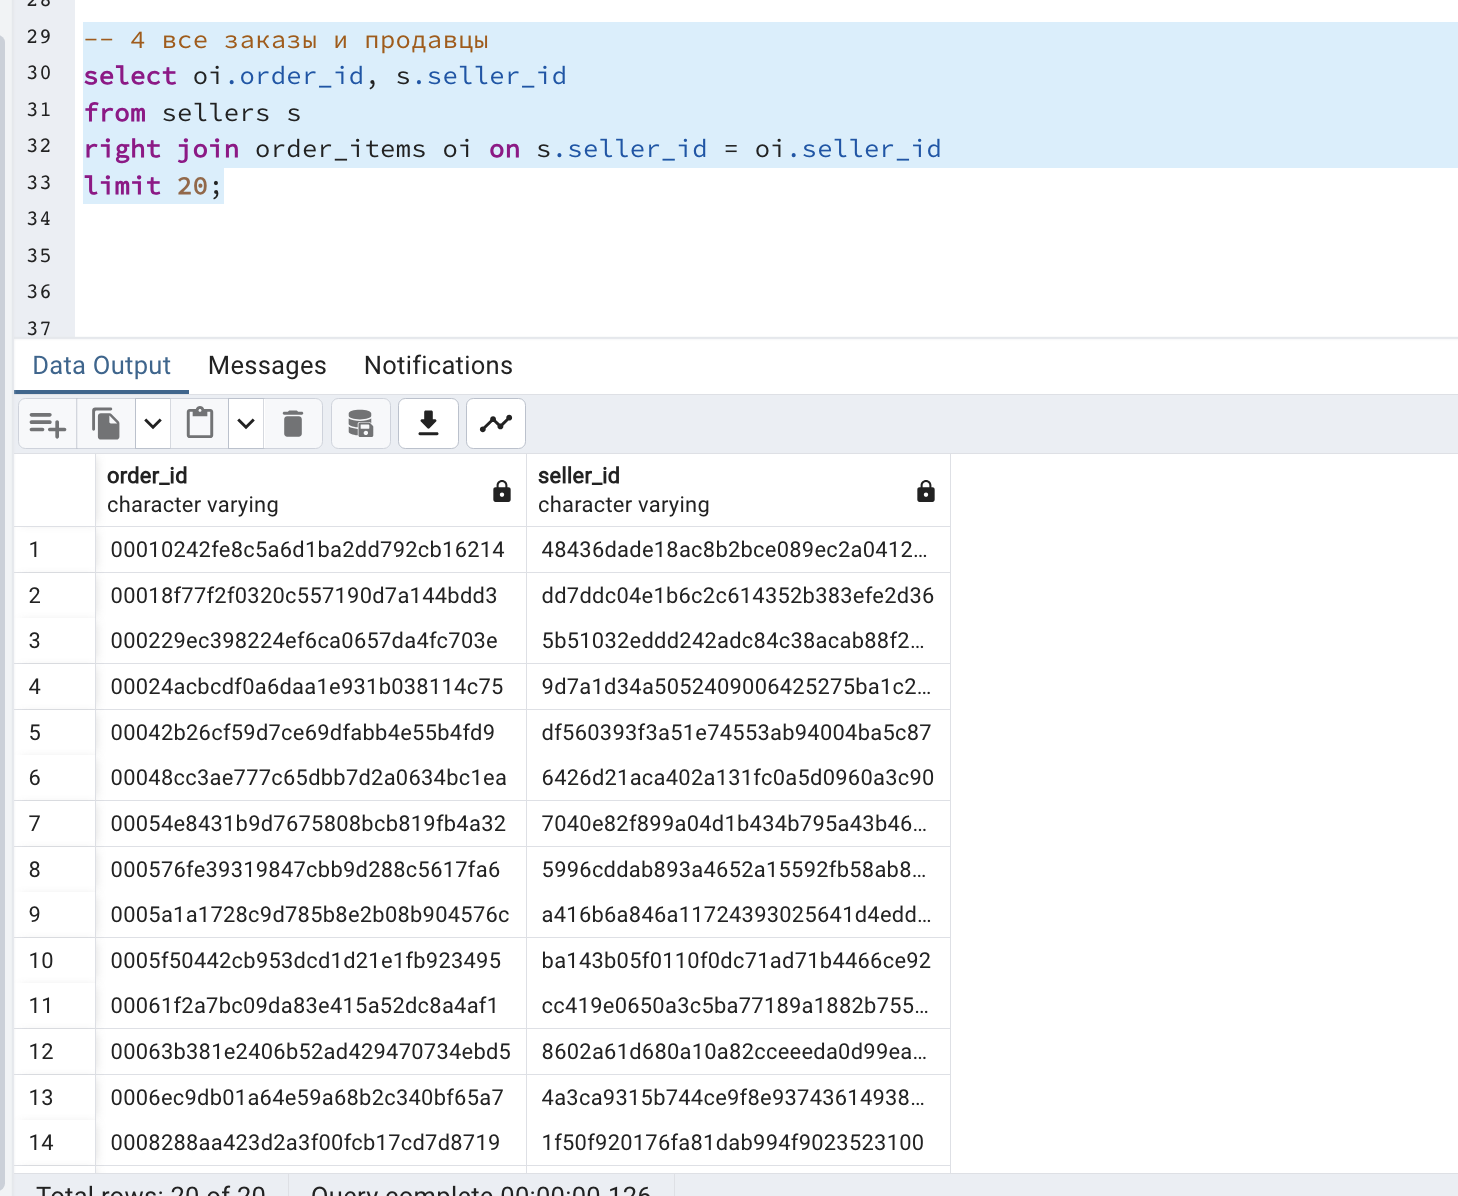 28
29 -- 4 все заказы и продавцы
30 select oi.order_id, s.seller_id
31 from sellers s
32 right join order_items oi on s.seller_id = oi.seller_id
33 limit 20;
34
35
36
37
Data Output Messages Notifications
order_id seller_id
character varying character varying
1 00010242fe8c5a6d1ba2dd792cb16214 48436dade18ac8b2bce089ec2a0412…
2 00018f77f2f0320c557190d7a144bdd3 dd7ddc04e1b6c2c614352b383efe2d36
3 000229ec398224ef6ca0657da4fc703e 5b51032eddd242adc84c38acab88f2…
4 00024acbcdf0a6daa1e931b038114c75 9d7a1d34a5052409006425275ba1c2…
5 00042b26cf59d7ce69dfabb4e55b4fd9 df560393f3a51e74553ab94004ba5c87
6 00048cc3ae777c65dbb7d2a0634bc1ea 6426d21aca402a131fc0a5d0960a3c90
7 00054e8431b9d7675808bcb819fb4a32 7040e82f899a04d1b434b795a43b46…
8 000576fe39319847cbb9d288c5617fa6 5996cddab893a4652a15592fb58ab8…
9 0005a1a1728c9d785b8e2b08b904576c a416b6a846a11724393025641d4edd…
10 0005f50442cb953dcd1d21e1fb923495 ba143b05f0110f0dc71ad71b4466ce92
11 00061f2a7bc09da83e415a52dc8a4af1 cc419e0650a3c5ba77189a1882b755…
12 00063b381e2406b52ad429470734ebd5 8602a61d680a10a82cceeeda0d99ea…
13 0006ec9db01a64e59a68b2c340bf65a7 4a3ca9315b744ce9f8e93743614938…
14 0008288aa423d2a3f00fcb17cd7d8719 1f50f920176fa81dab994f9023523100
Total rows: 20 of 20 Query complete 00:00:00.126